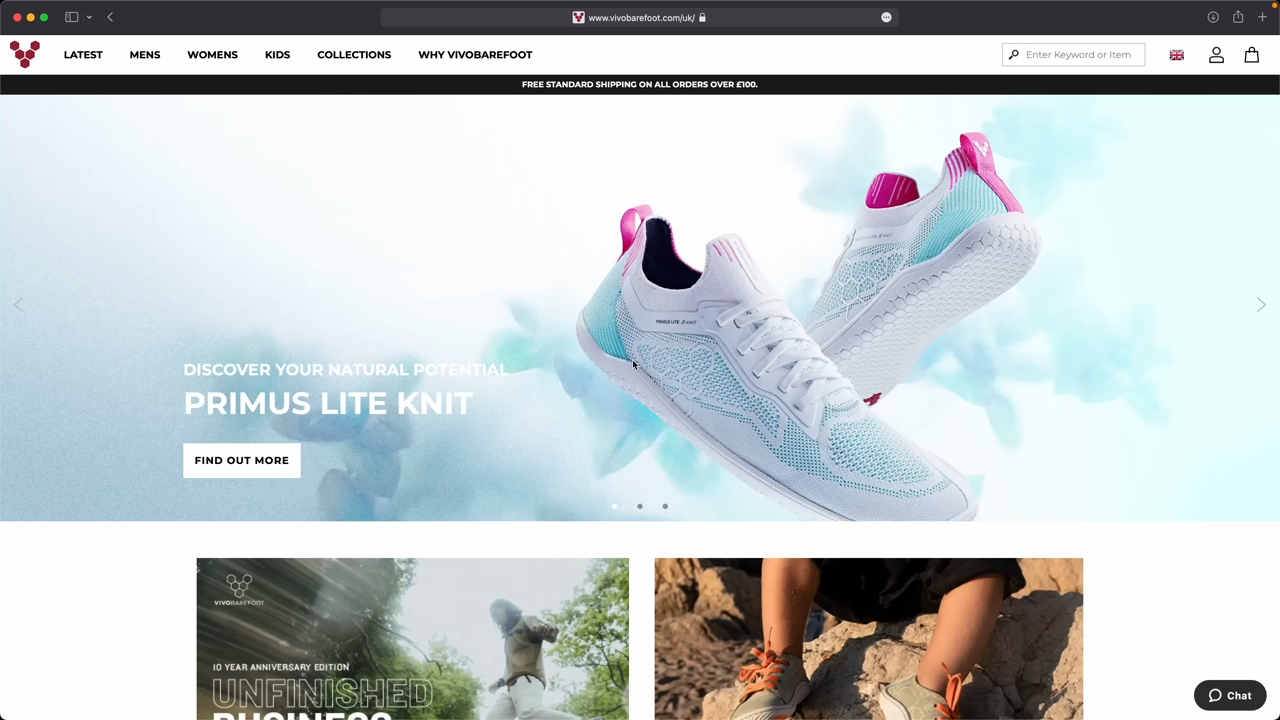 www.vivobarefoot.com/uk/
LATEST MENS WOMENS KIDS COLLECTIONS WHY VIVOBAREFOOT
Enter Keyword or Item
FREE STANDARD SHIPPING ON ALL ORDERS OVER £100.
PRIMUS LITE // KNIT
DISCOVER YOUR NATURAL POTENTIAL
PRIMUS LITE KNIT
FIND OUT MORE
VIVOBAREFOOT
10 YEAR ANNIVERSARY EDITION
UNFINISHED
BUSINESS
Chat